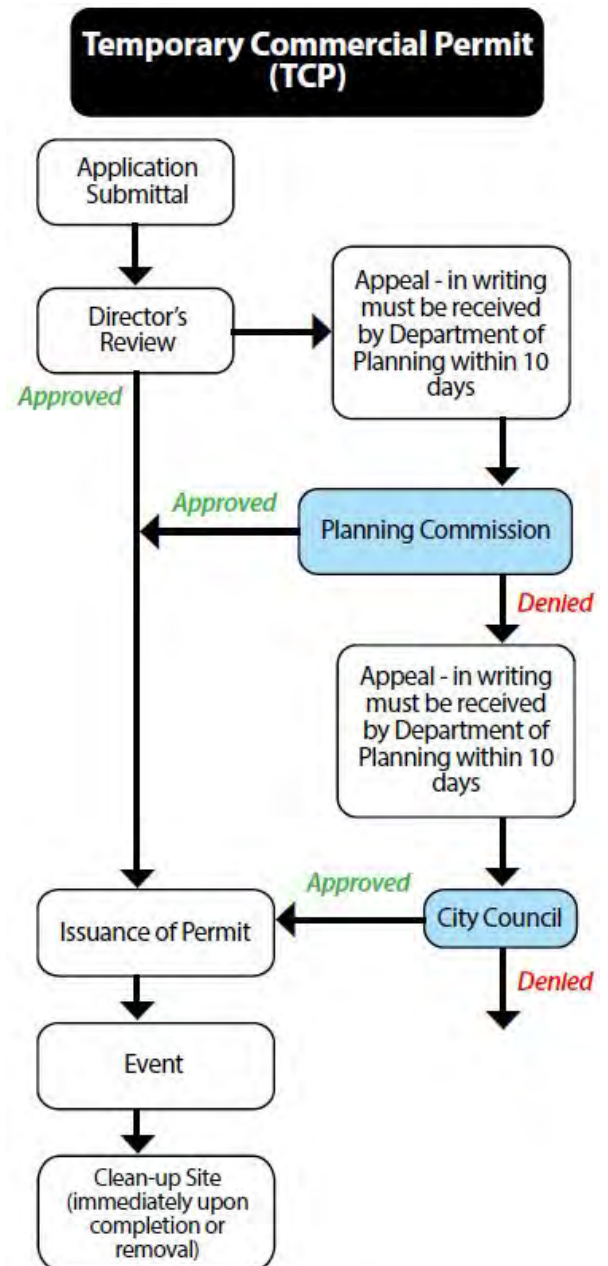 Temporary Commercial Permit
(TCP)
Application
Submittal
Director's
Review
Appeal - in writing
must be received
by Department of
Planning within 10
days
Approved
Approved
Planning Commission
Denied
Appeal - in writing
must be received
by Department of
Planning within 10
days
Approved
Issuance of Permit
City Council
Denied
Event
Clean-up Site
(immediately upon
completion or
removal)